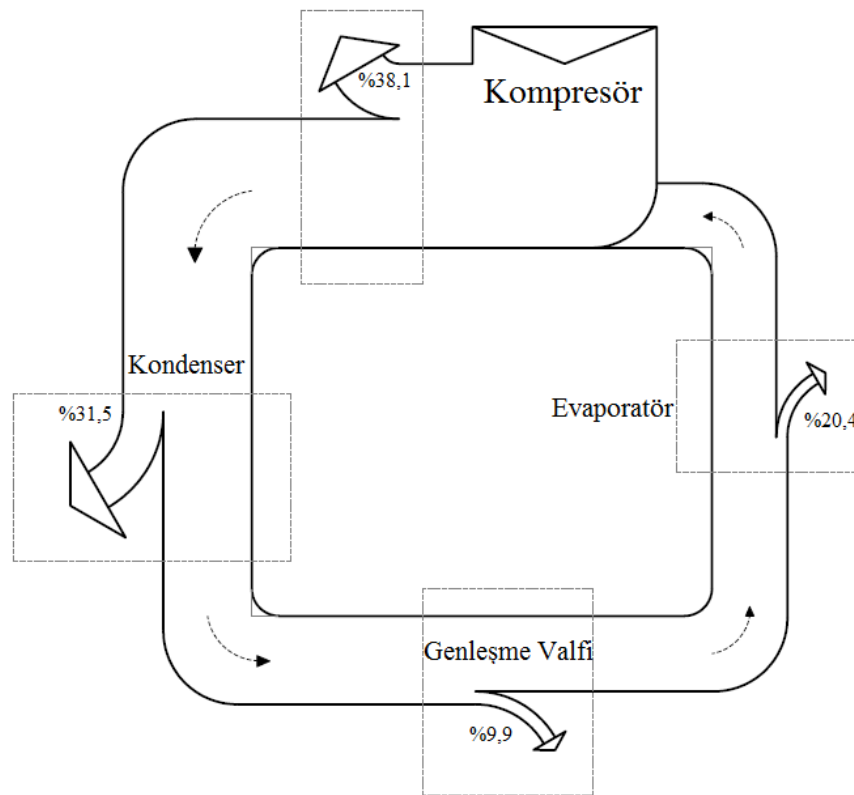 %38,1
Kompresör
Kondenser
%31,5
Evaporatör
%20,4
Genleşme Valfi
%9,9